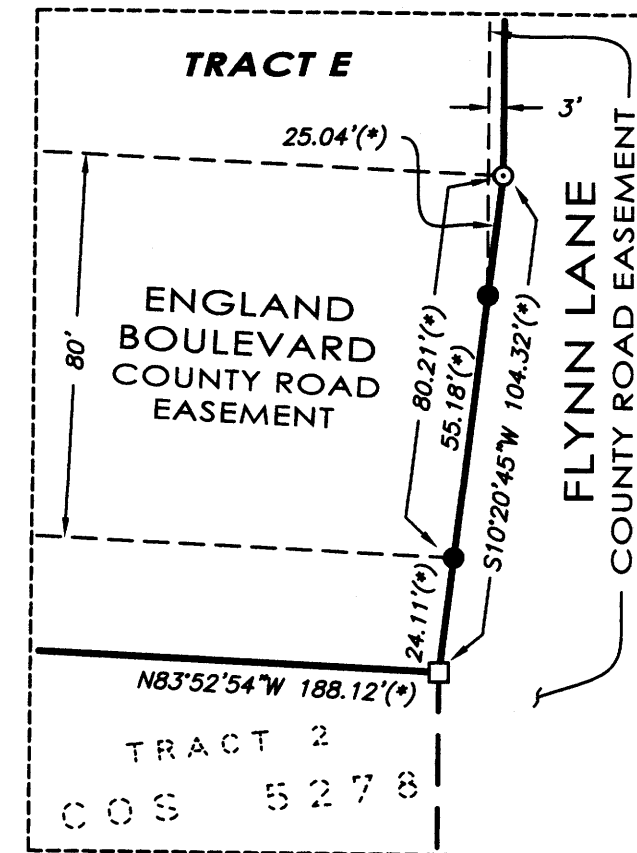 TRACT E
3'
25.04'(*)
ENGLAND
BOULEVARD
COUNTY ROAD
EASEMENT
80'
80.21'(*)
55.18'(*)
S10°20'45"W 104.32'(*)
24.11'(*)
FLYNN LANE
COUNTY ROAD EASEMENT
N83°52'54"W 188.12'(*)
TRACT 2
COS 5278